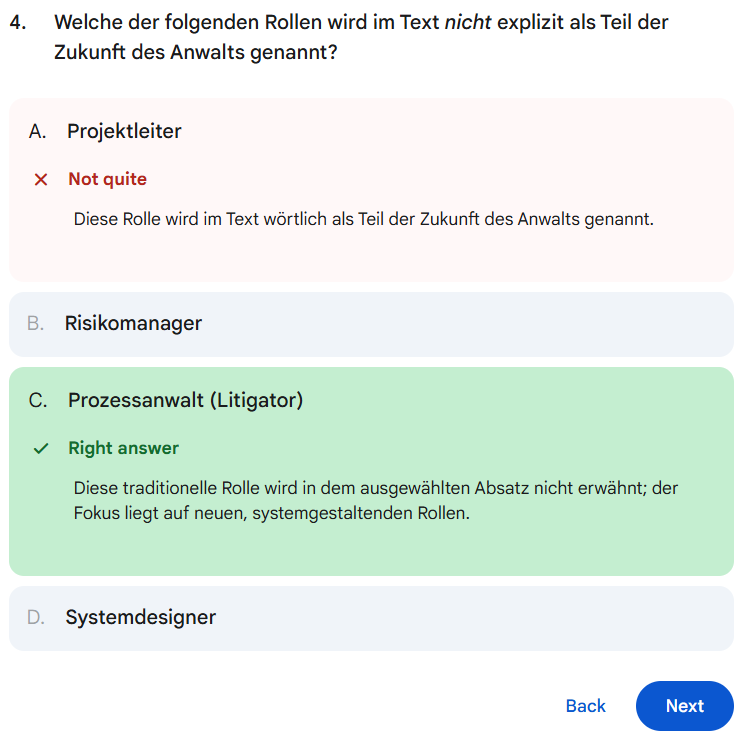 4. Welche der folgenden Rollen wird im Text nicht explizit als Teil der
Zukunft des Anwalts genannt?
A. Projektleiter
✕ Not quite
Diese Rolle wird im Text wörtlich als Teil der Zukunft des Anwalts genannt.
B. Risikomanager
C. Prozessanwalt (Litigator)
✓ Right answer
Diese traditionelle Rolle wird in dem ausgewählten Absatz nicht erwähnt; der
Fokus liegt auf neuen, systemgestaltenden Rollen.
D. Systemdesigner
Back Next